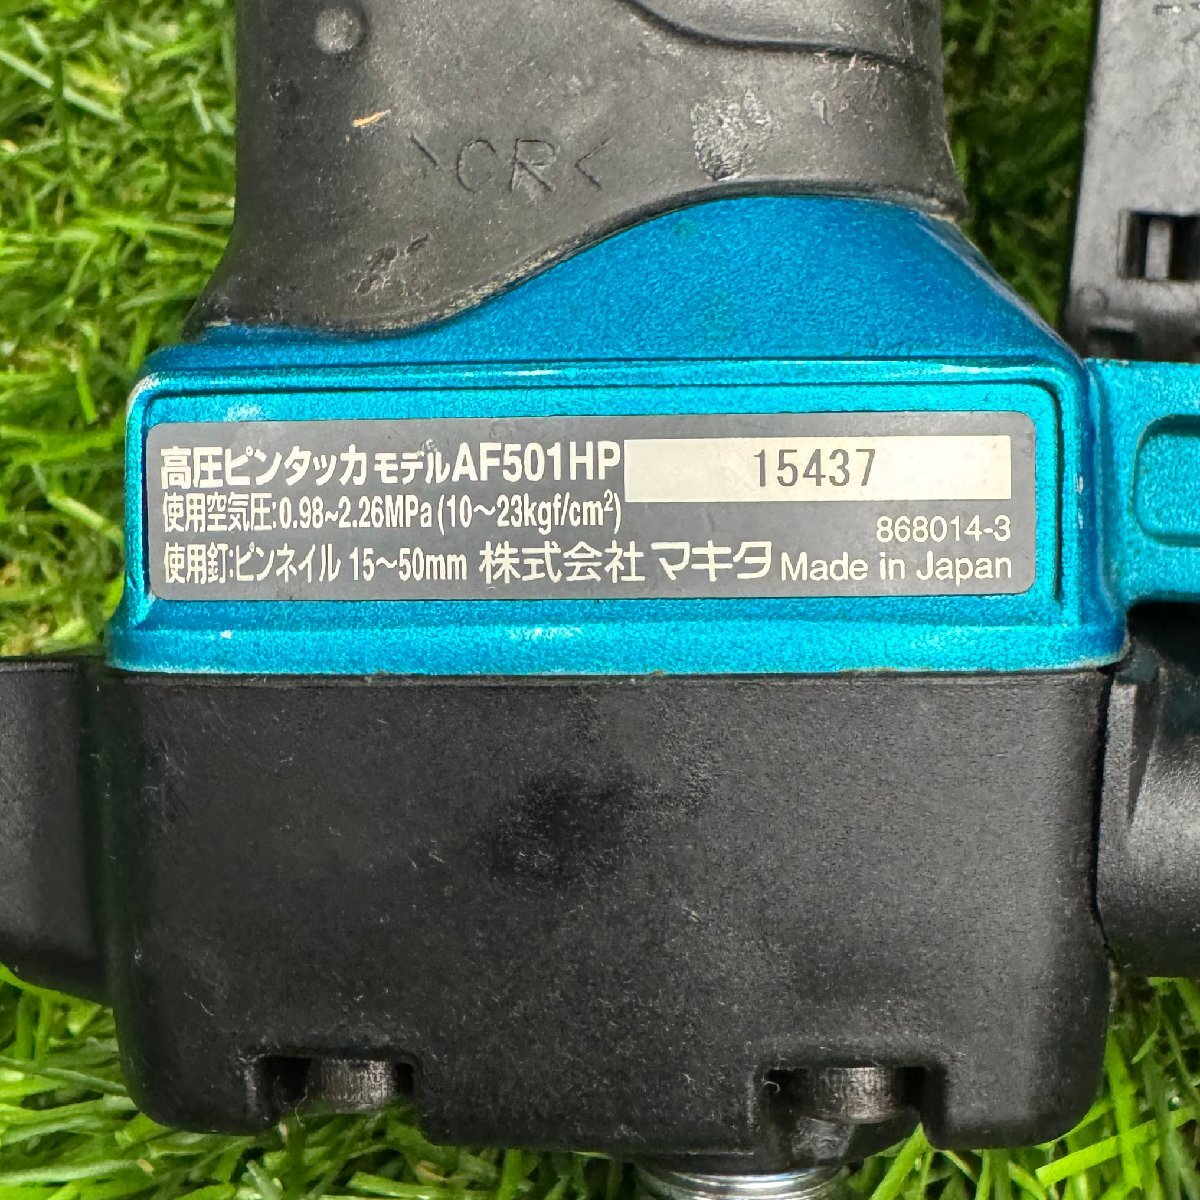 >CR<
高圧ピンタッカ モデルAF501HP 15437
使用空気圧:0.98~2.26MPa(10～23kgf/cm²)
868014-3
使用釘:ピンネイル 15～50mm 株式会社 マキタ Made in Japan